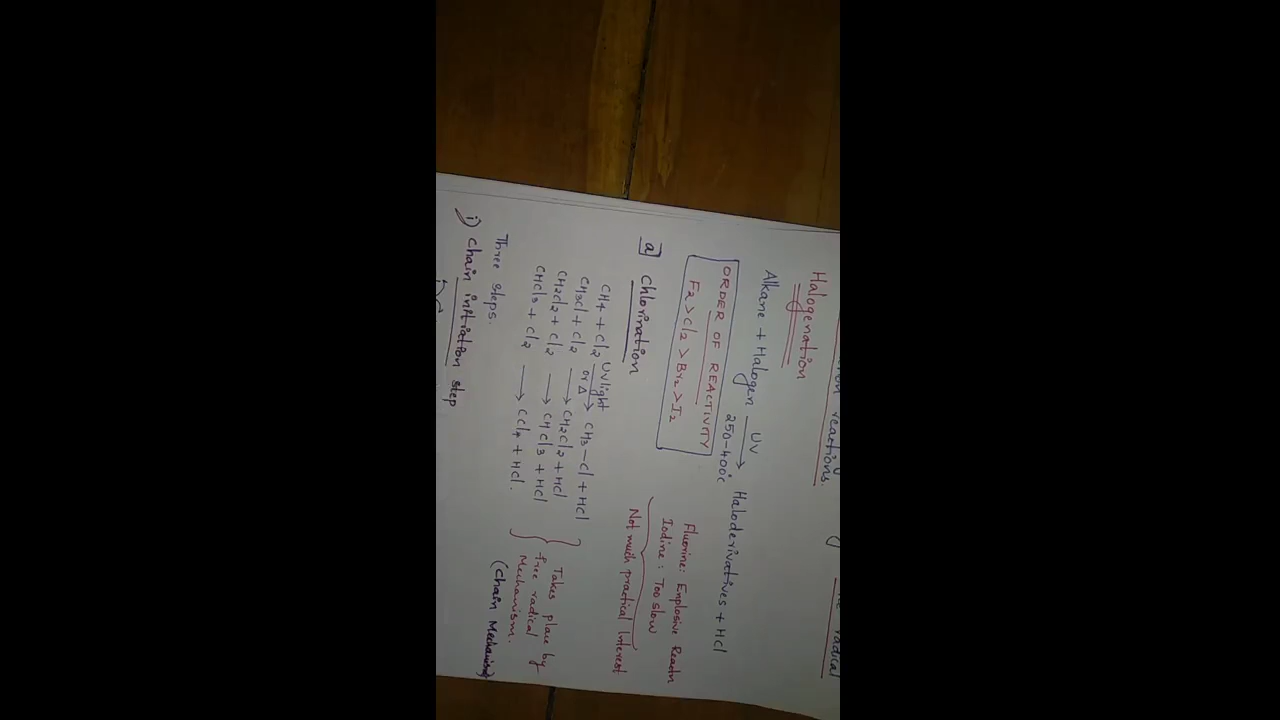 reactions.
radical
Halogenation
Alkane + Halogen UV → 250-400°C Haloderivatives + HCl
ORDER OF REACTIVITY
F2 > Cl2 > Br2 > I2
Fluorine: Explosive Reactn
Iodine: Too slow
Not much practical Interest
a) Chlorination
CH4 + Cl2 UV light → or Δ CH3-Cl + HCl
CH3Cl + Cl2 → CH2Cl2 + HCl
CH2Cl2 + Cl2 → CHCl3 + HCl
CHCl3 + Cl2 → CCl4 + HCl.
Takes place by
free radical
Mechanism.
(Chain Mechanism)
Three steps.
i) Chain initiation step